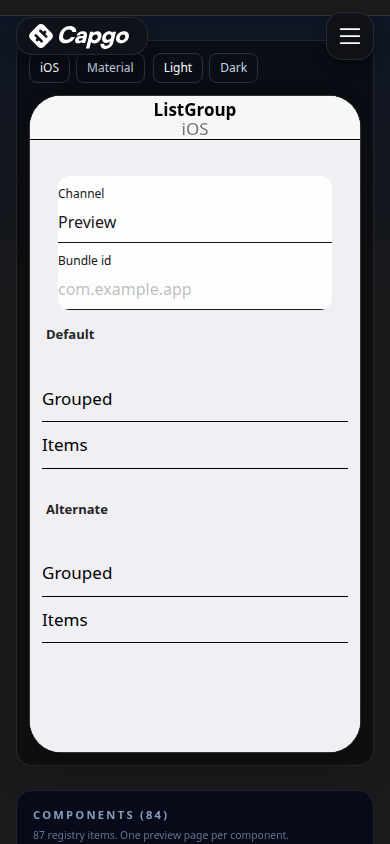 Capgo
iOS Material Light Dark
ListGroup
iOS
Channel
Preview
Bundle id
com.example.app
Default
Grouped
Items
Alternate
Grouped
Items
COMPONENTS (84)
87 registry items. One preview page per component.